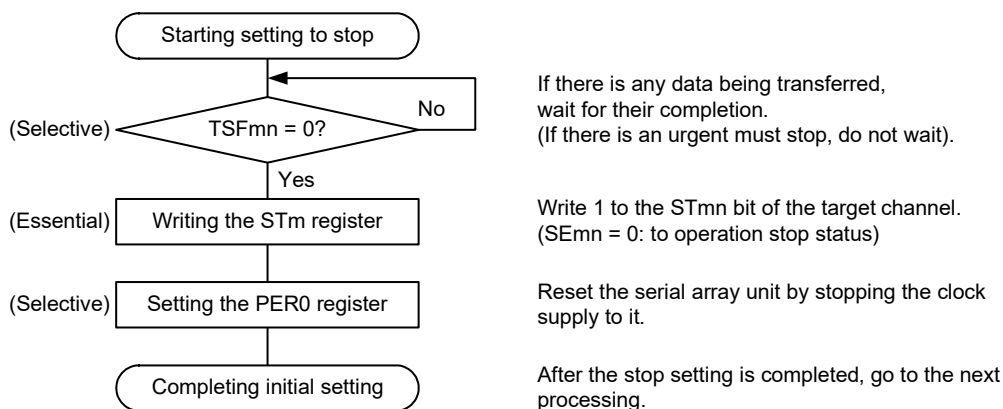 Starting setting to stop
If there is any data being transferred,
wait for their completion.
(If there is an urgent must stop, do not wait).
No
(Selective)
TSFmn = 0?
Yes
(Essential)
Writing the STm register
Write 1 to the STmn bit of the target channel.
(SEmn = 0: to operation stop status)
(Selective)
Setting the PER0 register
Reset the serial array unit by stopping the clock
supply to it.
Completing initial setting
After the stop setting is completed, go to the next
processing.